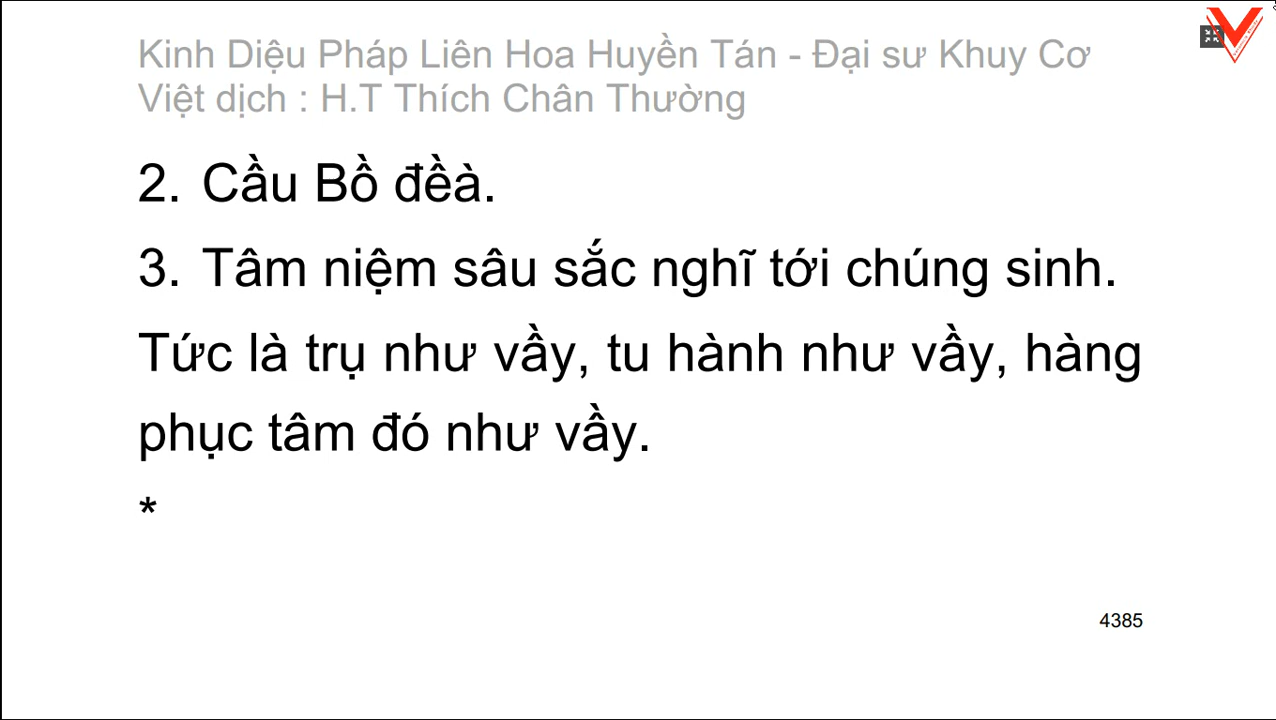 Kinh Diệu Pháp Liên Hoa Huyền Tán - Đại sư Khuy Cơ
Việt dịch : H.T Thích Chân Thường
2. Cầu Bồ đềà.
3. Tâm niệm sâu sắc nghĩ tới chúng sinh.
Tức là trụ như vầy, tu hành như vầy, hàng
phục tâm đó như vầy.
*
4385